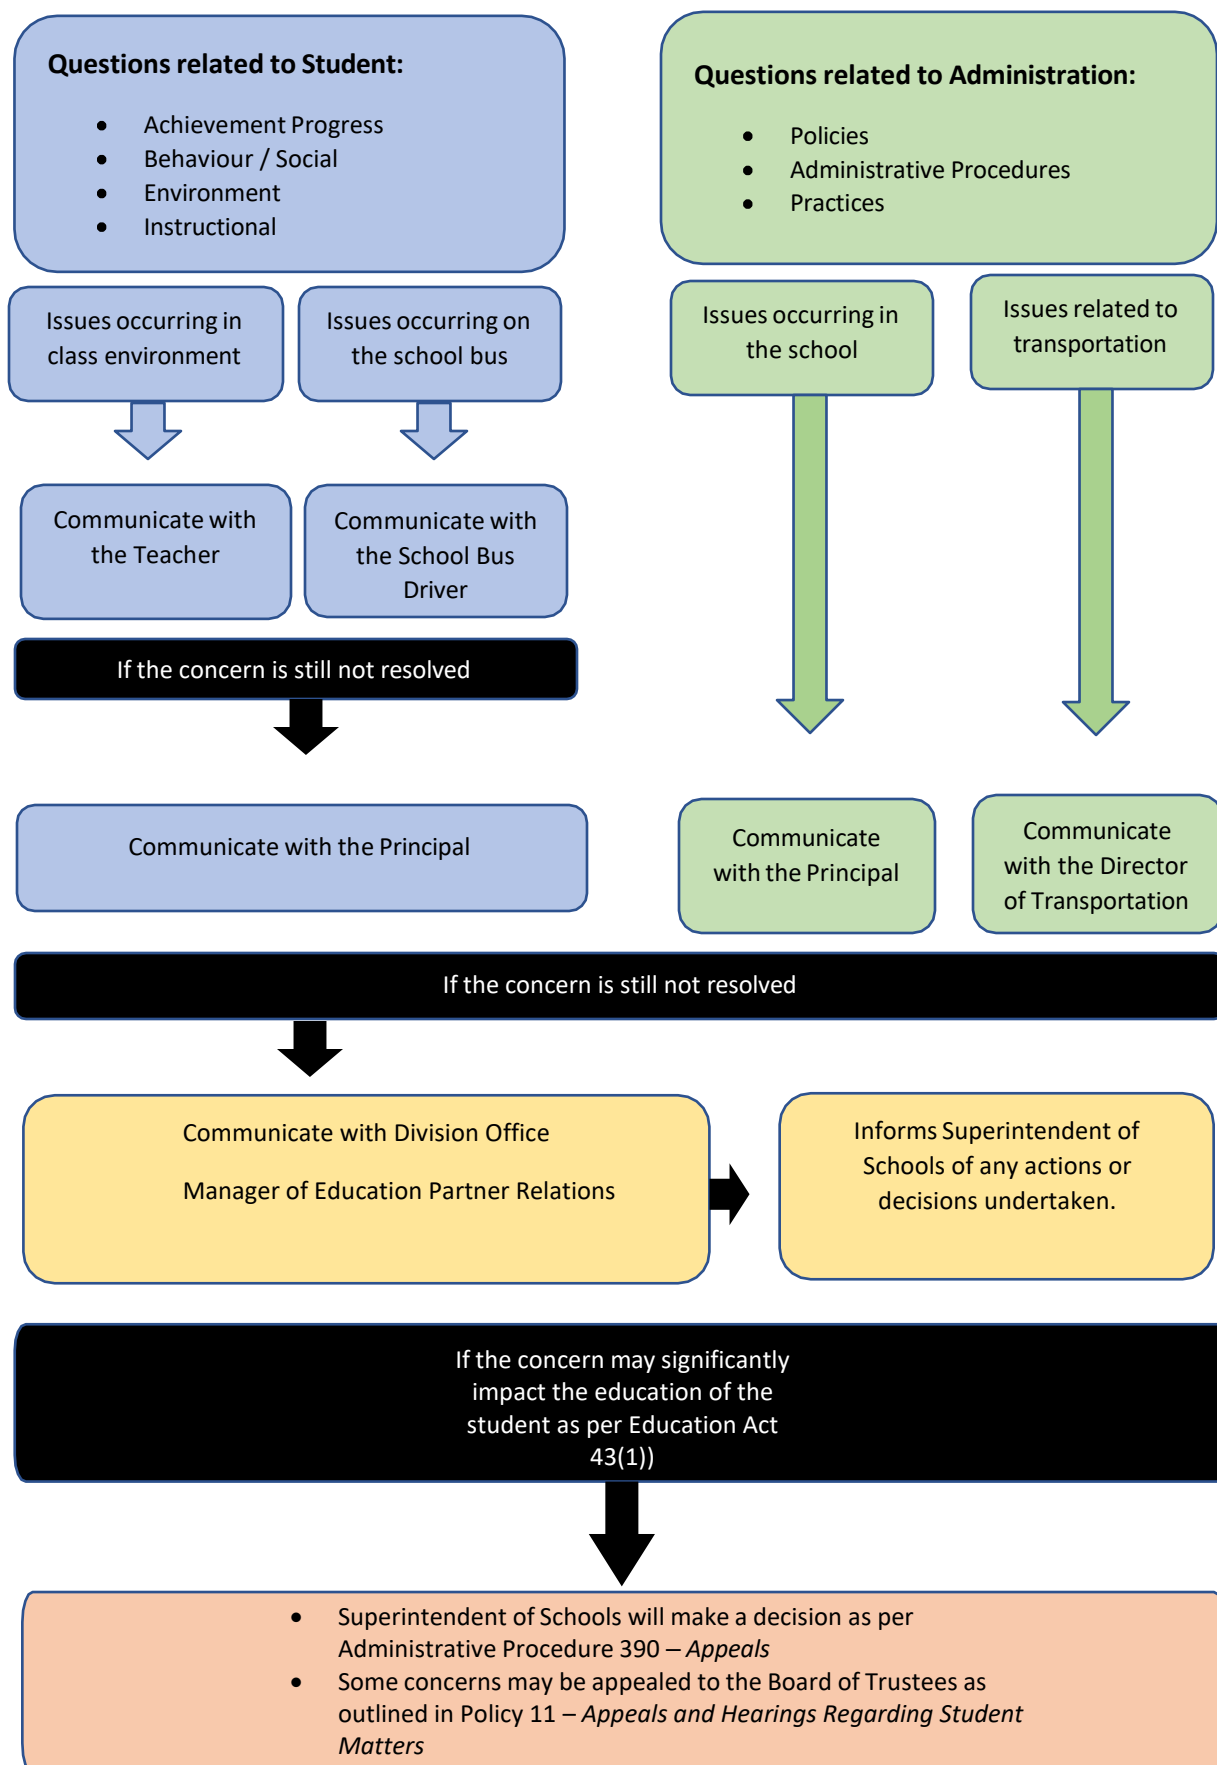 Questions related to Student:
• Achievement Progress
• Behaviour / Social
• Environment
• Instructional
Questions related to Administration:
• Policies
• Administrative Procedures
• Practices
Issues occurring in
class environment
Issues occurring on
the school bus
Issues occurring in
the school
Issues related to
transportation
Communicate with
the Teacher
Communicate with
the School Bus
Driver
If the concern is still not resolved
Communicate with the Principal
Communicate
with the Principal
Communicate
with the Director
of Transportation
If the concern is still not resolved
Communicate with Division Office
Manager of Education Partner Relations
Informs Superintendent of
Schools of any actions or
decisions undertaken.
If the concern may significantly
impact the education of the
student as per Education Act
43(1))
• Superintendent of Schools will make a decision as per
Administrative Procedure 390 – Appeals
• Some concerns may be appealed to the Board of Trustees as
outlined in Policy 11 – Appeals and Hearings Regarding Student
Matters